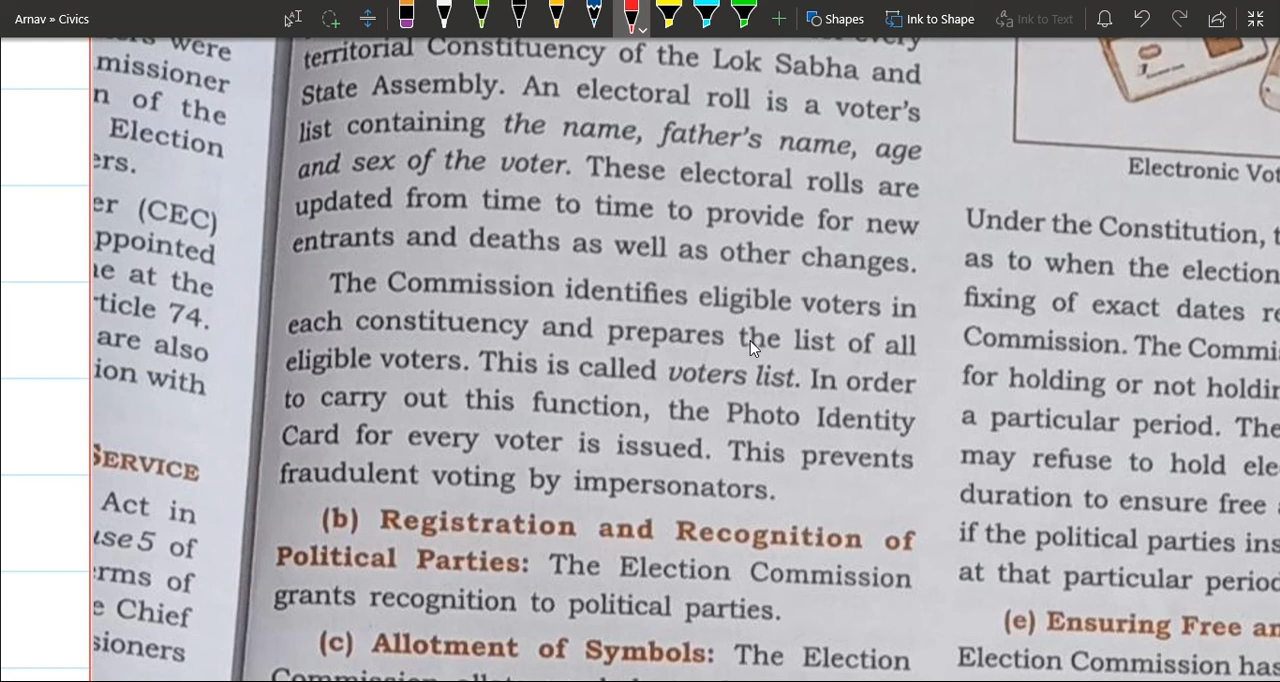 Arnav » Civics
Shapes
Ink to Shape
Ink to Text
were
missioner
n of the
Election
ers.
er (CEC)
ppointed
e at the
ticle 74.
are also
ion with
SERVICE
Act in
use 5 of
rms of
e Chief
sioners
every
territorial Constituency of the Lok Sabha and
State Assembly. An electoral roll is a voter's
list containing the name, father's name, age
and sex of the voter. These electoral rolls are
updated from time to time to provide for new
entrants and deaths as well as other changes.
The Commission identifies eligible voters in
each constituency and prepares the list of all
eligible voters. This is called voters list. In order
to carry out this function, the Photo Identity
Card for every voter is issued. This prevents
fraudulent voting by impersonators.
(b) Registration and Recognition of
Political Parties: The Election Commission
grants recognition to political parties.
(c) Allotment of Symbols: The Election
Electronic Vot
Under the Constitution, t
as to when the election
fixing of exact dates re
Commission. The Commi
for holding or not holdin
a particular period. The
may refuse to hold ele
duration to ensure free
if the political parties ins
at that particular period
(e) Ensuring Free an
Election Commission has